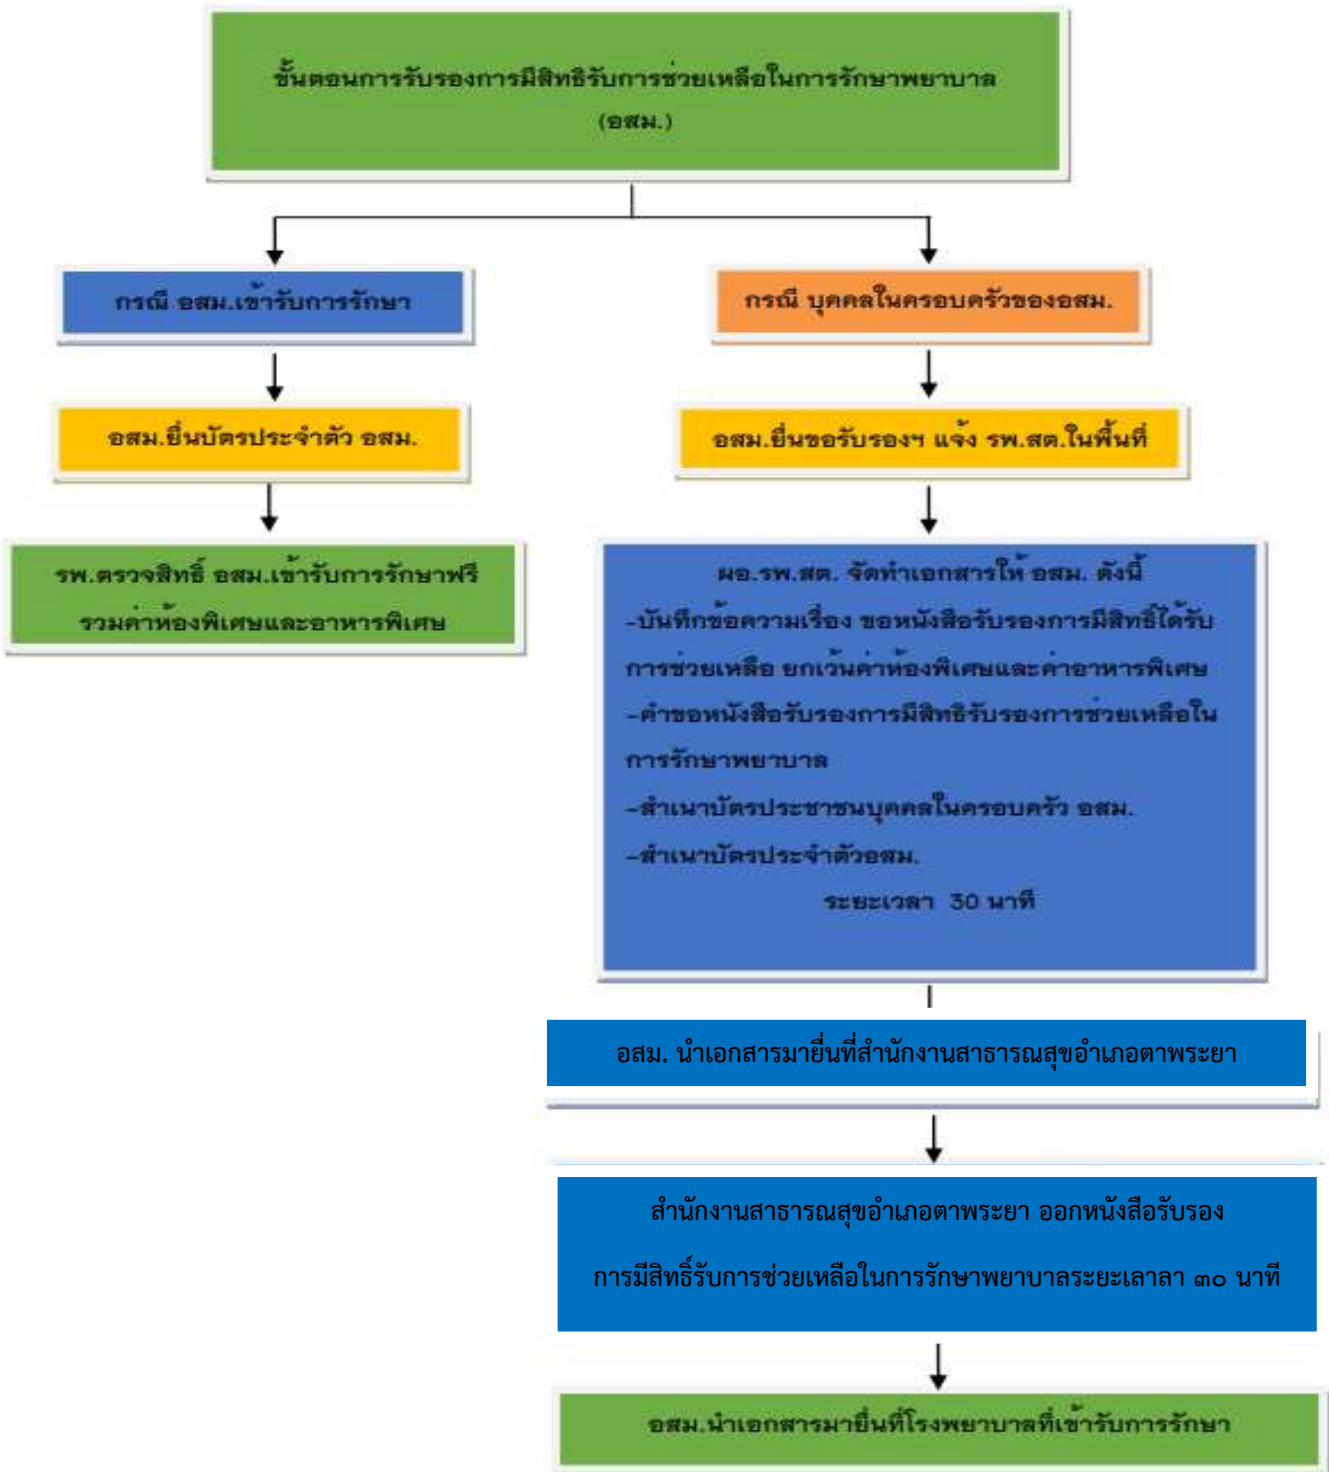 ขั้นตอนการรับรองการมีสิทธิรับการช่วยเหลือในการรักษาพยาบาล
(อสม.)
กรณี อสม.เข้ารับการรักษา
กรณี บุคคลในครอบครัวของอสม.
อสม.ยื่นบัตรประจำตัว อสม.
อสม.ยื่นขอรับรองฯ แจ้ง รพ.สต.ในพื้นที่
รพ.ตรวจสิทธิ์ อสม.เข้ารับการรักษาฟรี
รวมค่าห้องพิเศษและอาหารพิเศษ
ผอ.รพ.สต. จัดทำเอกสารให้ อสม. ดังนี้
-บันทึกข้อความเรื่อง ขอหนังสือรับรองการมีสิทธิ์ได้รับ
การช่วยเหลือ ยกเว้นค่าห้องพิเศษและค่าอาหารพิเศษ
-คำขอหนังสือรับรองการมีสิทธิรับรองการช่วยเหลือใน
การรักษาพยาบาล
-สำเนาบัตรประชาชนบุคคลในครอบครัว อสม.
-สำเนาบัตรประจำตัวอสม.
ระยะเวลา 30 นาที
อสม. นำเอกสารมายื่นที่สำนักงานสาธารณสุขอำเภอตาพระยา
สำนักงานสาธารณสุขอำเภอตาพระยา ออกหนังสือรับรอง
การมีสิทธิ์รับการช่วยเหลือในการรักษาพยาบาลระยะเลาลา ๓๐ นาที
อสม.นำเอกสารมายื่นที่โรงพยาบาลที่เข้ารับการรักษา